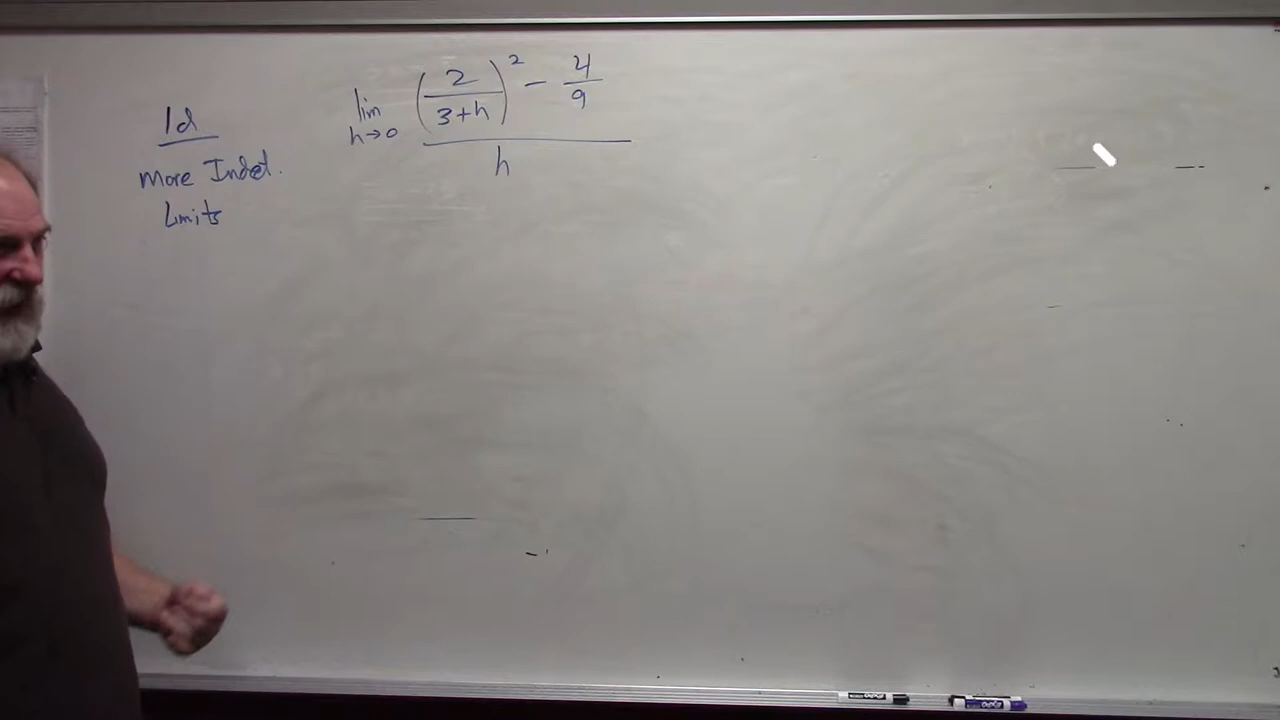 1d
More Indet.
Limits
lim h→0 ((2/(3+h))² − 4/9)/h